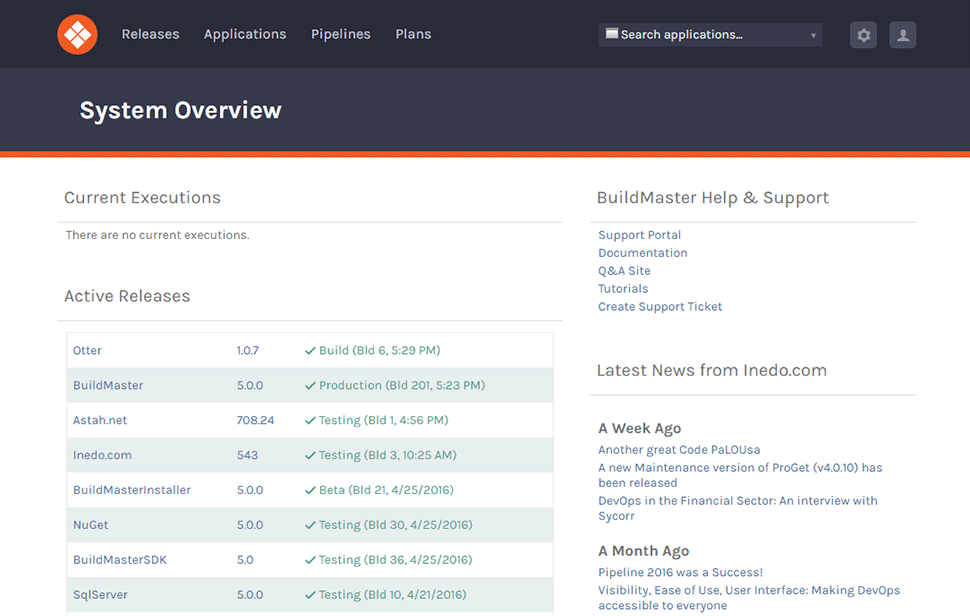 Releases Applications Pipelines Plans Search applications...
System Overview
Current Executions
There are no current executions.
Active Releases
Otter 1.0.7 Build (Bld 6, 5:29 PM)
BuildMaster 5.0.0 Production (Bld 201, 5:23 PM)
Astah.net 708.24 Testing (Bld 1, 4:56 PM)
Inedo.com 543 Testing (Bld 3, 10:25 AM)
BuildMasterInstaller 5.0.0 Beta (Bld 21, 4/25/2016)
NuGet 5.0.0 Testing (Bld 30, 4/25/2016)
BuildMasterSDK 5.0 Testing (Bld 36, 4/25/2016)
SqlServer 5.0.0 Testing (Bld 10, 4/21/2016)
BuildMaster Help & Support
Support Portal
Documentation
Q&A Site
Tutorials
Create Support Ticket
Latest News from Inedo.com
A Week Ago
Another great Code PaLOUsa
A new Maintenance version of ProGet (v4.0.10) has
been released
DevOps in the Financial Sector: An interview with
Sycorr
A Month Ago
Pipeline 2016 was a Success!
Visibility, Ease of Use, User Interface: Making DevOps
accessible to everyone